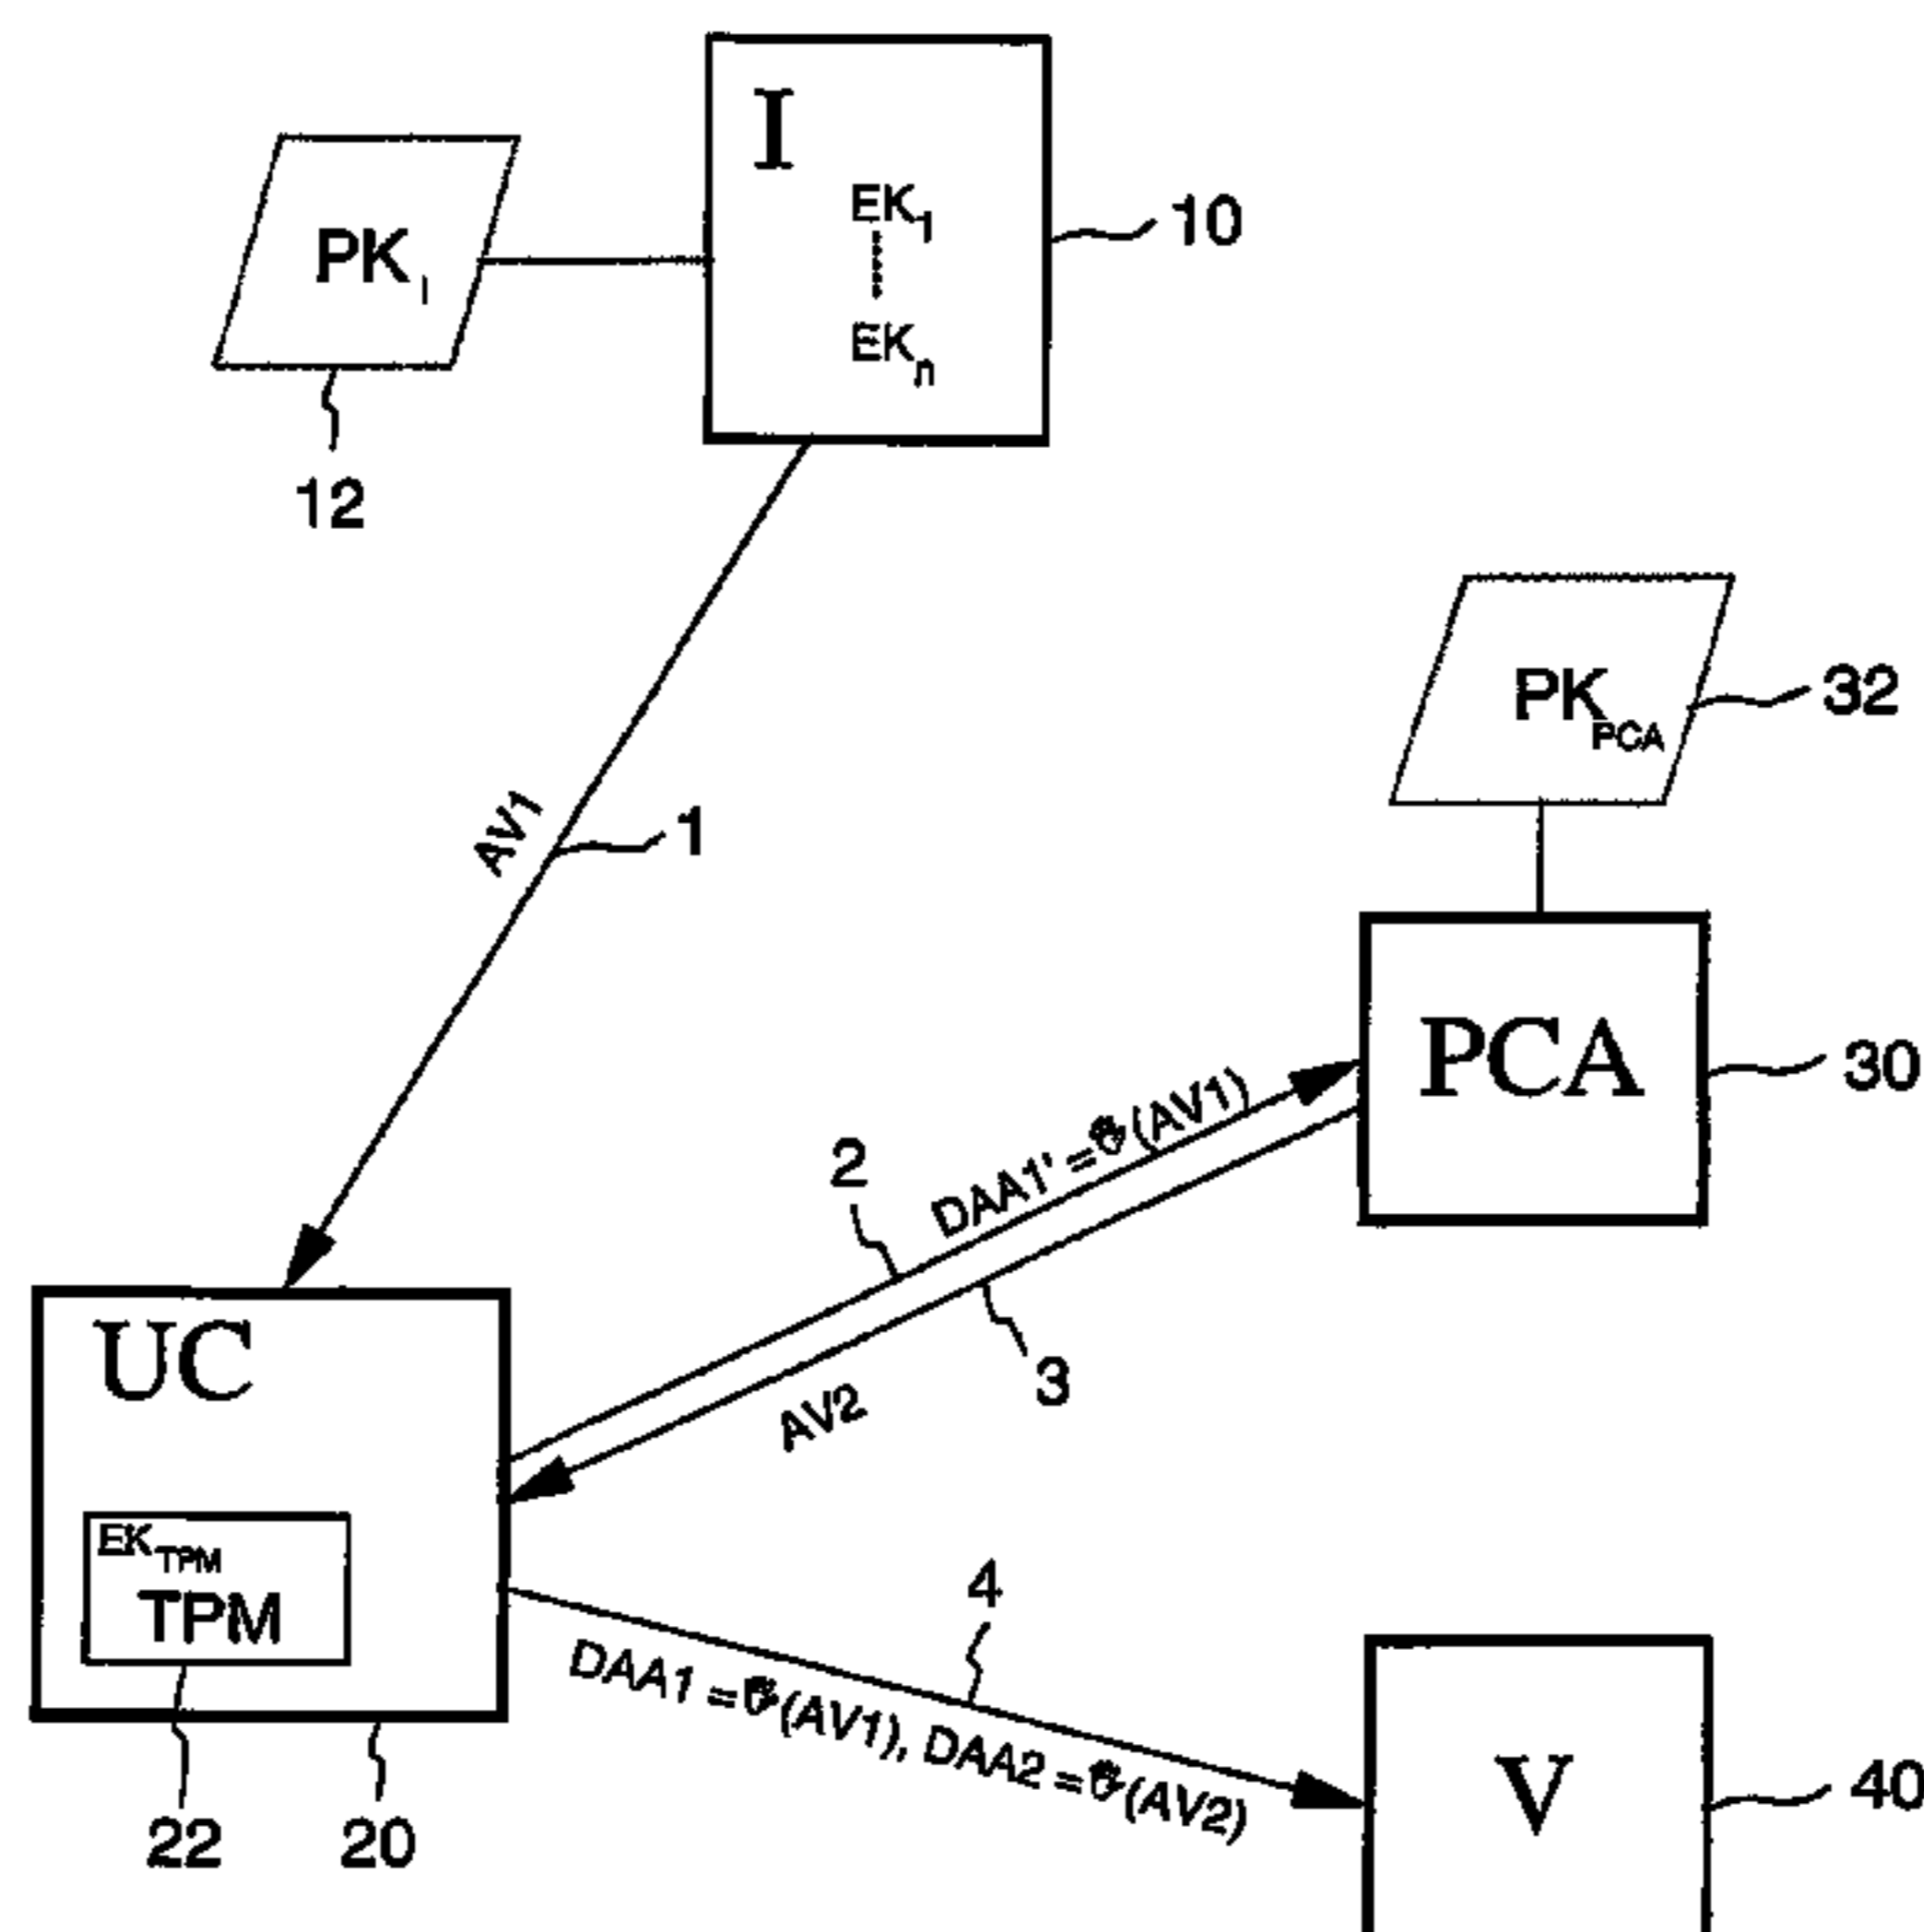 I
EK1
EKn
10
PKI
12
AV1
1
PKPCA
32
PCA
30
2
DAA1' = (AV1)
3
AV2
UC
EKTPM
TPM
22
20
4
DAA1 = (AV1), DAA2 = (AV2)
V
40